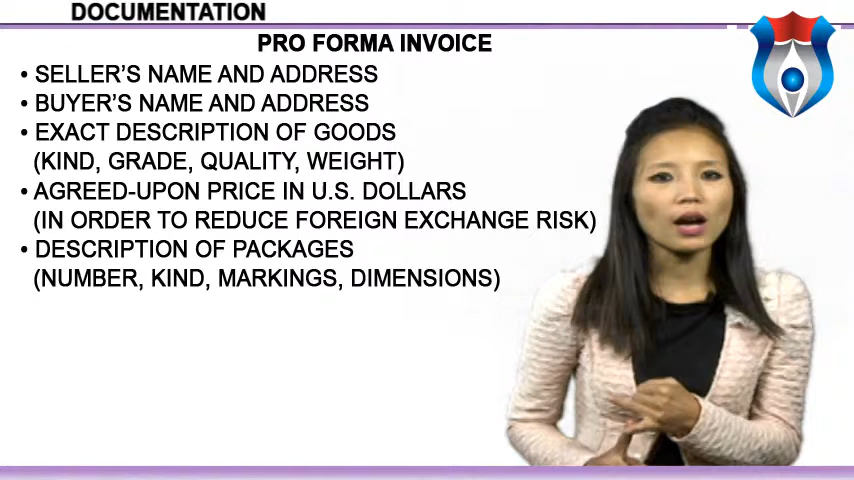 DOCUMENTATION
PRO FORMA INVOICE
• SELLER'S NAME AND ADDRESS
• BUYER'S NAME AND ADDRESS
• EXACT DESCRIPTION OF GOODS
(KIND, GRADE, QUALITY, WEIGHT)
• AGREED-UPON PRICE IN U.S. DOLLARS
(IN ORDER TO REDUCE FOREIGN EXCHANGE RISK)
• DESCRIPTION OF PACKAGES
(NUMBER, KIND, MARKINGS, DIMENSIONS)